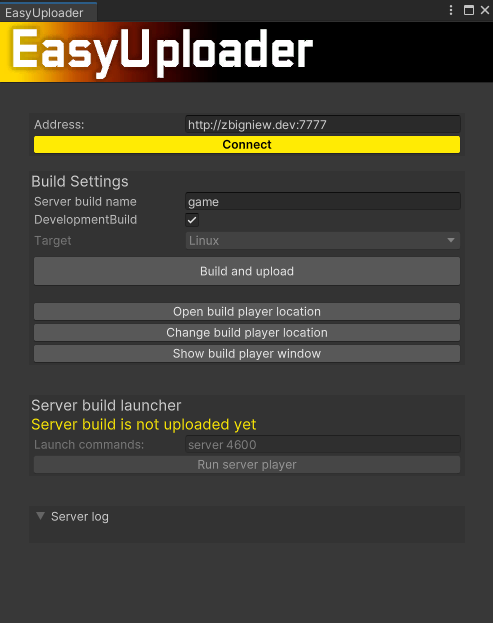 EasyUploader
EasyUploader
Address: http://zbigniew.dev:7777
Connect
Build Settings
Server build name game
DevelopmentBuild
Target Linux
Build and upload
Open build player location
Change build player location
Show build player window
Server build launcher
Server build is not uploaded yet
Launch commands: server 4600
Run server player
Server log